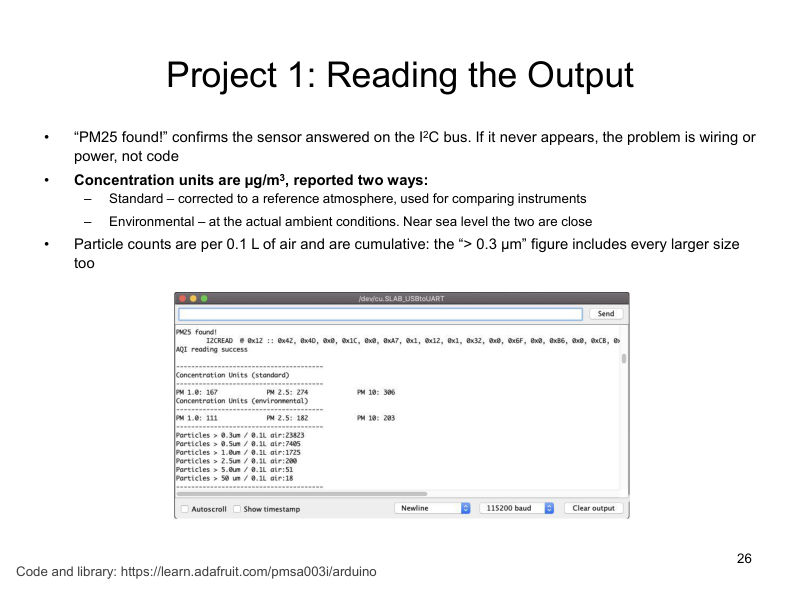 Project 1: Reading the Output
• “PM25 found!” confirms the sensor answered on the I²C bus. If it never appears, the problem is wiring or
power, not code
• Concentration units are µg/m³, reported two ways:
– Standard – corrected to a reference atmosphere, used for comparing instruments
– Environmental – at the actual ambient conditions. Near sea level the two are close
• Particle counts are per 0.1 L of air and are cumulative: the “> 0.3 µm” figure includes every larger size
too
/dev/cu.SLAB_USBtoUART
Send
PM25 found!
I2CREAD @ 0x12 :: 0x42, 0x4D, 0x0, 0x1C, 0x0, 0xA7, 0x1, 0x12, 0x1, 0x32, 0x0, 0x6F, 0x0, 0xB6, 0x0, 0xCB, 0x
AQI reading success
---------------------------------------
Concentration Units (standard)
---------------------------------------
PM 1.0: 167 PM 2.5: 274 PM 10: 306
Concentration Units (environmental)
---------------------------------------
PM 1.0: 111 PM 2.5: 182 PM 10: 203
---------------------------------------
Particles > 0.3um / 0.1L air:23823
Particles > 0.5um / 0.1L air:7405
Particles > 1.0um / 0.1L air:1725
Particles > 2.5um / 0.1L air:200
Particles > 5.0um / 0.1L air:51
Particles > 50 um / 0.1L air:18
---------------------------------------
Autoscroll Show timestamp Newline 115200 baud Clear output
26
Code and library: https://learn.adafruit.com/pmsa003i/arduino